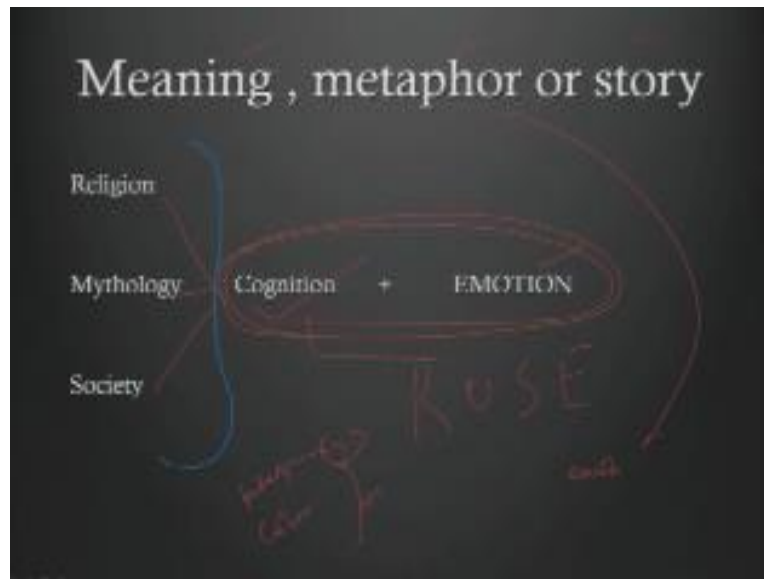 Meaning , metaphor or story
Religion
Mythology Cognition + EMOTION
Society
ROSE